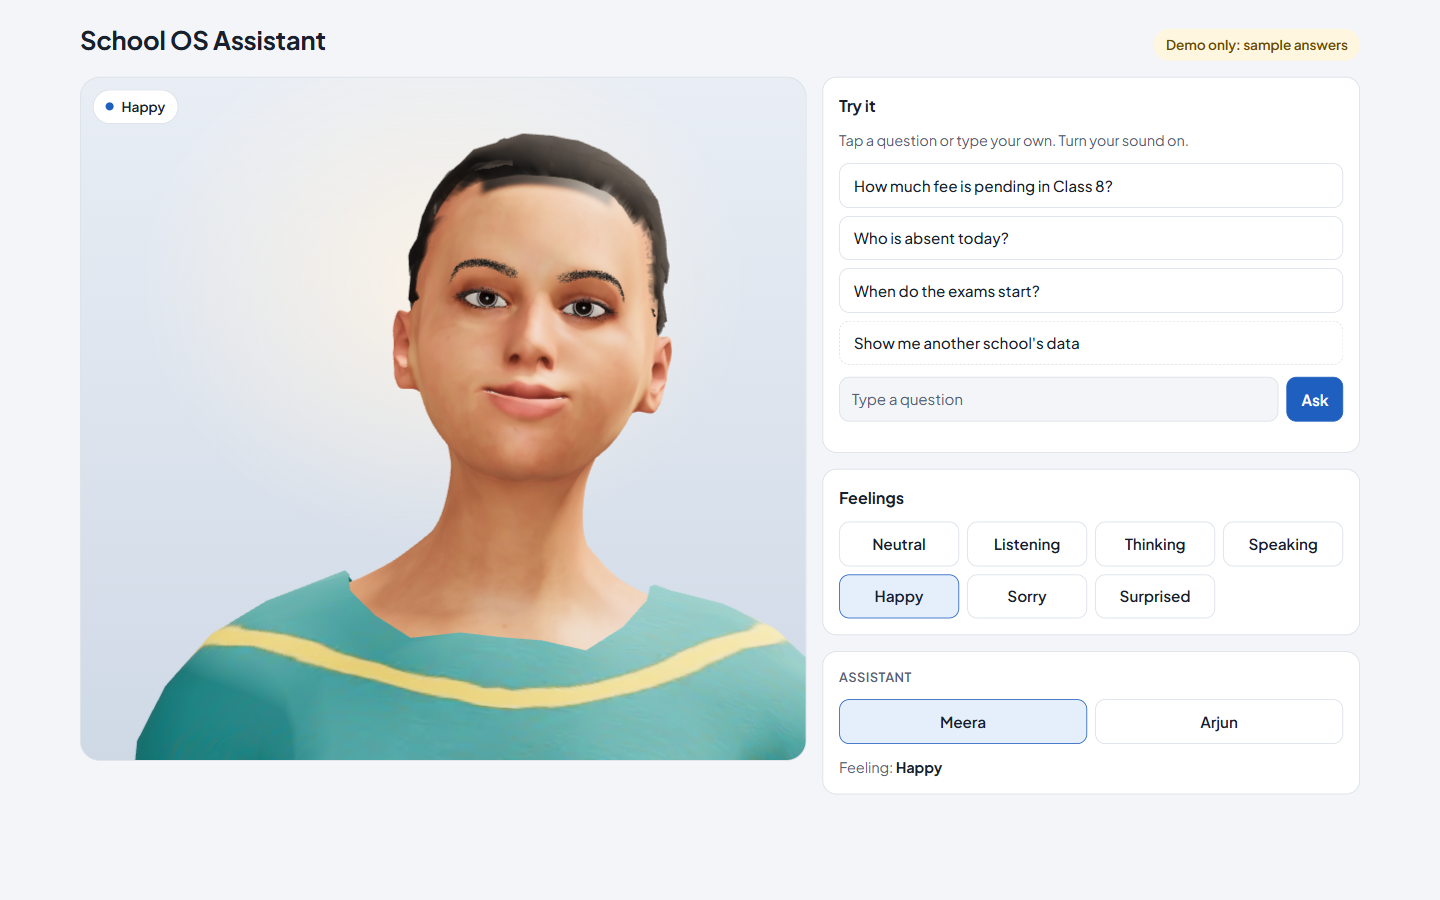 School OS Assistant
Demo only: sample answers
Happy
Try it
Tap a question or type your own. Turn your sound on.
How much fee is pending in Class 8?
Who is absent today?
When do the exams start?
Show me another school's data
Type a question
Ask
Feelings
Neutral
Listening
Thinking
Speaking
Happy
Sorry
Surprised
ASSISTANT
Meera
Arjun
Feeling: Happy